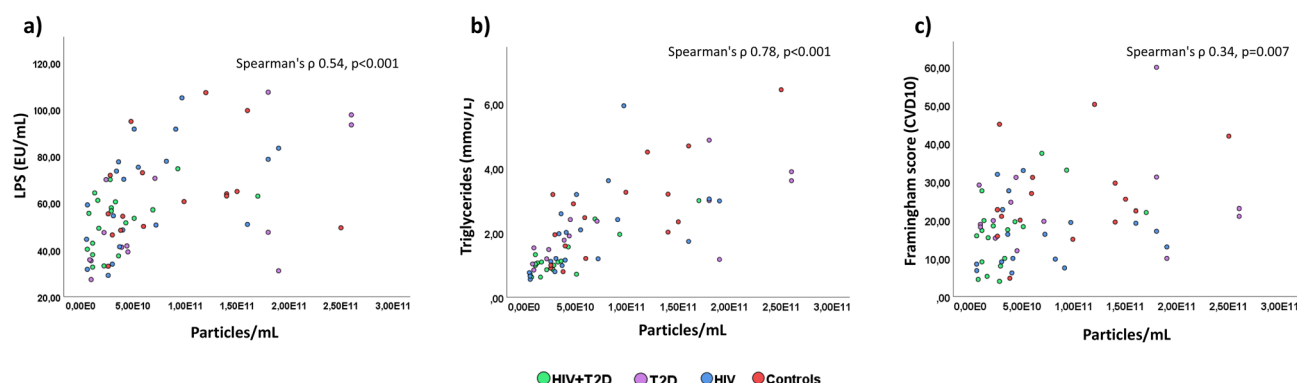 a)
Spearman's ρ 0.54, p<0.001
LPS (EU/mL)
120,00
100,00
80,00
60,00
40,00
20,00
0,00E0 5,00E10 1,00E11 1,50E11 2,00E11 2,50E11 3,00E11
Particles/mL
b)
Spearman's ρ 0.78, p<0.001
Triglycerides (mmol/L)
6,00
4,00
2,00
,00
0,00E0 5,00E10 1,00E11 1,50E11 2,00E11 2,50E11 3,00E11
Particles/mL
c)
Spearman's ρ 0.34, p=0.007
Framingham score (CVD10)
60,00
50,00
40,00
30,00
20,00
10,00
,00
0,00E0 5,00E10 1,00E11 1,50E11 2,00E11 2,50E11 3,00E11
Particles/mL
HIV+T2D T2D HIV Controls